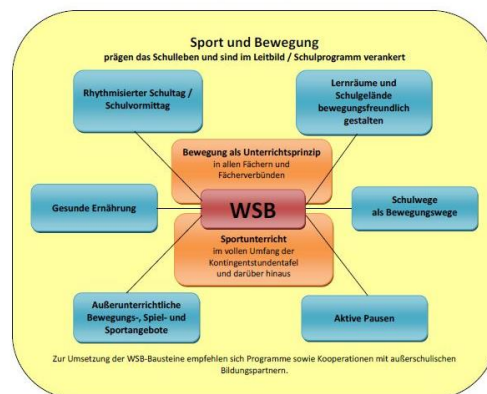 Sport und Bewegung
prägen das Schulleben und sind im Leitbild / Schulprogramm verankert
Rhythmisierter Schultag /
Schulvormittag
Lernräume und
Schulgelände
bewegungsfreundlich
gestalten
Bewegung als Unterrichtsprinzip
in allen Fächern und
Fächerverbünden
Gesunde Ernährung
WSB
Schulwege
als Bewegungswege
Sportunterricht
im vollen Umfang der
Kontingentstundentafel
und darüber hinaus
Außerunterrichtliche
Bewegungs-, Spiel- und
Sportangebote
Aktive Pausen
Zur Umsetzung der WSB-Bausteine empfehlen sich Programme sowie Kooperationen mit außerschulischen
Bildungspartnern.